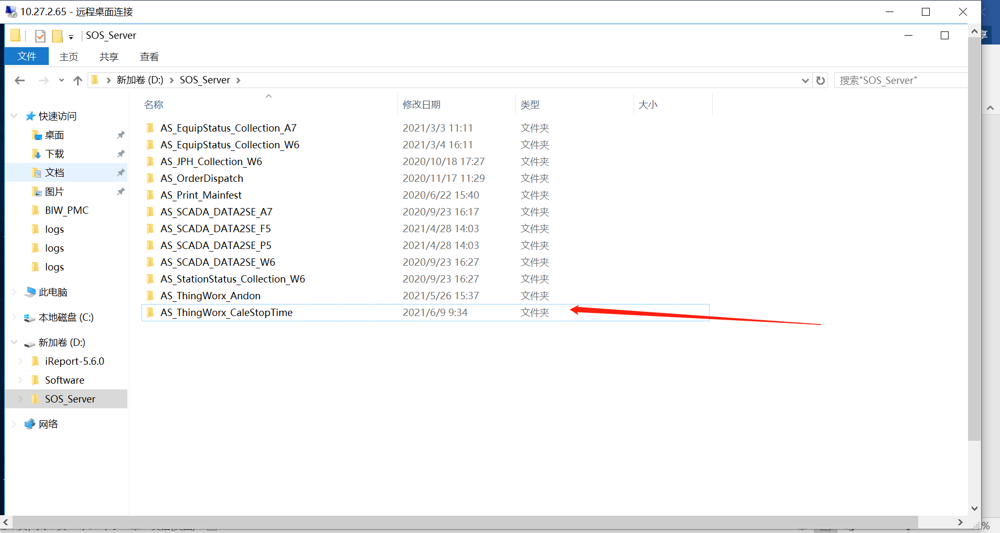 10.27.2.65 - 远程桌面连接
SOS_Server
享
文件 主页 共享 查看
新加卷 (D:) SOS_Server
搜索"SOS_Server"
名称 修改日期 类型 大小
快速访问
桌面
下载
文档
图片
BIW_PMC
logs
logs
logs
此电脑
本地磁盘 (C:)
新加卷 (D:)
iReport-5.6.0
Software
SOS_Server
网络
AS_EquipStatus_Collection_A7 2021/3/3 11:11 文件夹
AS_EquipStatus_Collection_W6 2021/3/4 16:11 文件夹
AS_JPH_Collection_W6 2020/10/18 17:27 文件夹
AS_OrderDispatch 2020/11/17 11:29 文件夹
AS_Print_Mainfest 2020/6/22 15:40 文件夹
AS_SCADA_DATA2SE_A7 2020/9/23 16:17 文件夹
AS_SCADA_DATA2SE_F5 2021/4/28 14:03 文件夹
AS_SCADA_DATA2SE_P5 2021/4/28 14:03 文件夹
AS_SCADA_DATA2SE_W6 2020/9/23 16:27 文件夹
AS_StationStatus_Collection_W6 2020/9/23 16:27 文件夹
AS_ThingWorx_Andon 2021/5/26 15:37 文件夹
AS_ThingWorx_CaleStopTime 2021/6/9 9:34 文件夹